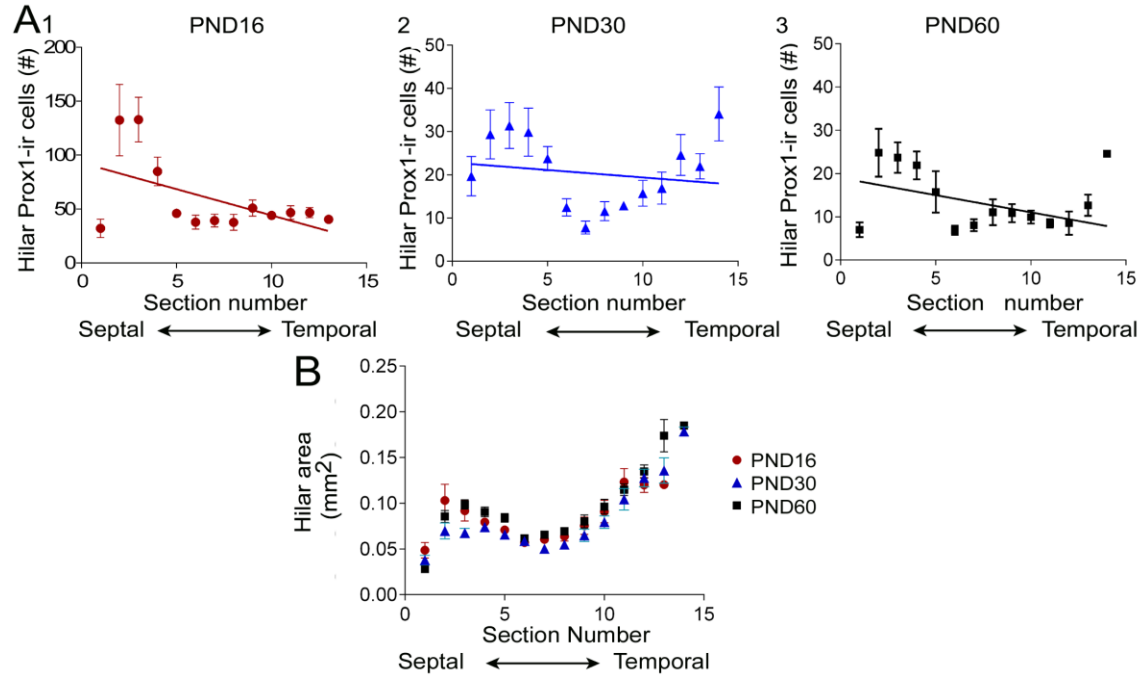 A1 PND16
Hilar Prox1-ir cells (#)
200
150
100
50
0
0 5 10 15
Section number
Septal Temporal
2 PND30
Hilar Prox1-ir cells (#)
50
40
30
20
10
0
0 5 10 15
Section number
Septal Temporal
3 PND60
Hilar Prox1-ir cells (#)
50
40
30
20
10
0
0 5 10 15
Section number
Septal Temporal
B
Hilar area
(mm2)
0.25
0.20
0.15
0.10
0.05
0.00
0 5 10 15
Section Number
Septal Temporal
PND16
PND30
PND60